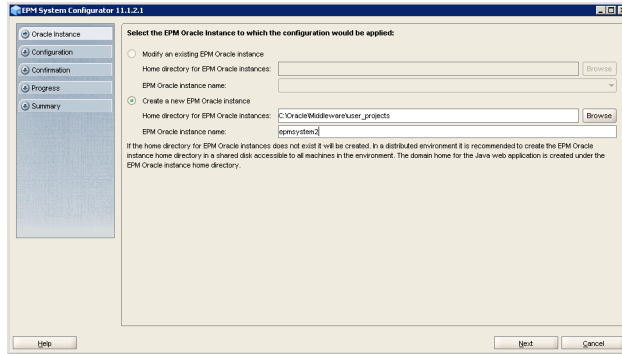 EPM System Configurator 11.1.2.1
Oracle Instance
Configuration
Confirmation
Progress
Summary
Select the EPM Oracle Instance to which the configuration would be applied:
Modify an existing EPM Oracle instance
Home directory for EPM Oracle instances:
Browse
EPM Oracle instance name:
Create a new EPM Oracle instance
Home directory for EPM Oracle instances: C:\Oracle\Middleware\user_projects Browse
EPM Oracle instance name: epmsystem2
If the home directory for EPM Oracle instances does not exist it will be created. In a distributed environment it is recommended to create the EPM Oracle
instance home directory in a shared disk accessible to all machines in the environment. The domain home for the Java web application is created under the
EPM Oracle instance home directory.
Help
Next
Cancel